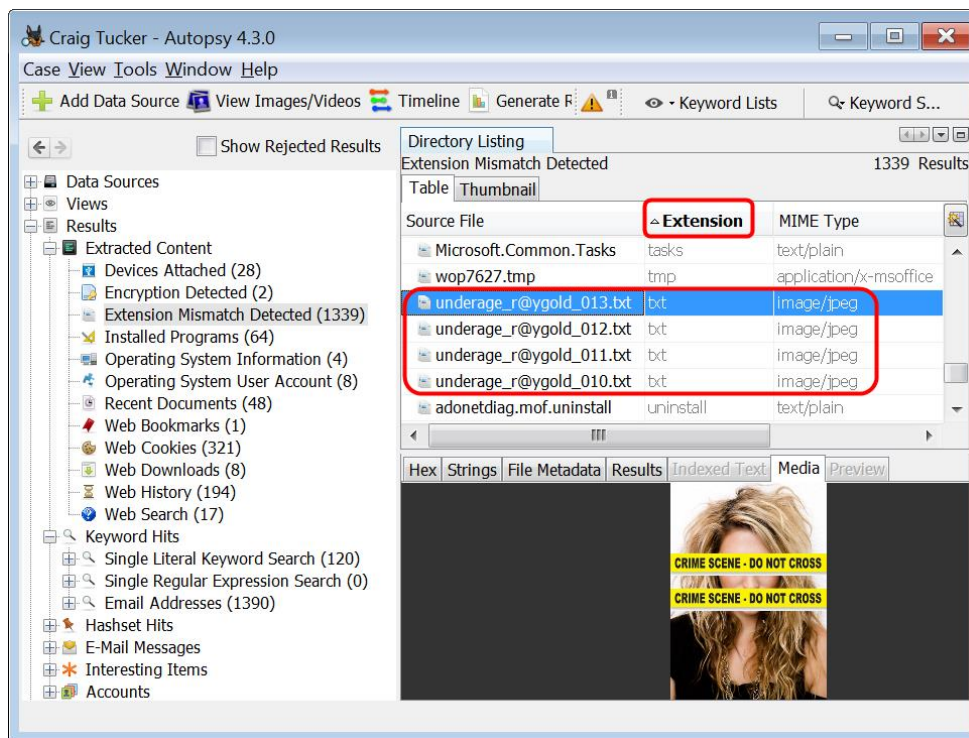 Craig Tucker - Autopsy 4.3.0
Case View Tools Window Help
Add Data Source View Images/Videos Timeline Generate R Keyword Lists Keyword S...
Show Rejected Results
Data Sources
Views
Results
Extracted Content
Devices Attached (28)
Encryption Detected (2)
Extension Mismatch Detected (1339)
Installed Programs (64)
Operating System Information (4)
Operating System User Account (8)
Recent Documents (48)
Web Bookmarks (1)
Web Cookies (321)
Web Downloads (8)
Web History (194)
Web Search (17)
Keyword Hits
Single Literal Keyword Search (120)
Single Regular Expression Search (0)
Email Addresses (1390)
Hashset Hits
E-Mail Messages
Interesting Items
Accounts
Directory Listing
Extension Mismatch Detected 1339 Results
Table Thumbnail
Source File Extension MIME Type
Microsoft.Common.Tasks tasks text/plain
wop7627.tmp tmp application/x-msoffice
underage_r@ygold_013.txt txt image/jpeg
underage_r@ygold_012.txt txt image/jpeg
underage_r@ygold_011.txt txt image/jpeg
underage_r@ygold_010.txt txt image/jpeg
adonetdiag.mof.uninstall uninstall text/plain
Hex Strings File Metadata Results Indexed Text Media Preview
CRIME SCENE - DO NOT CROSS
CRIME SCENE - DO NOT CROSS